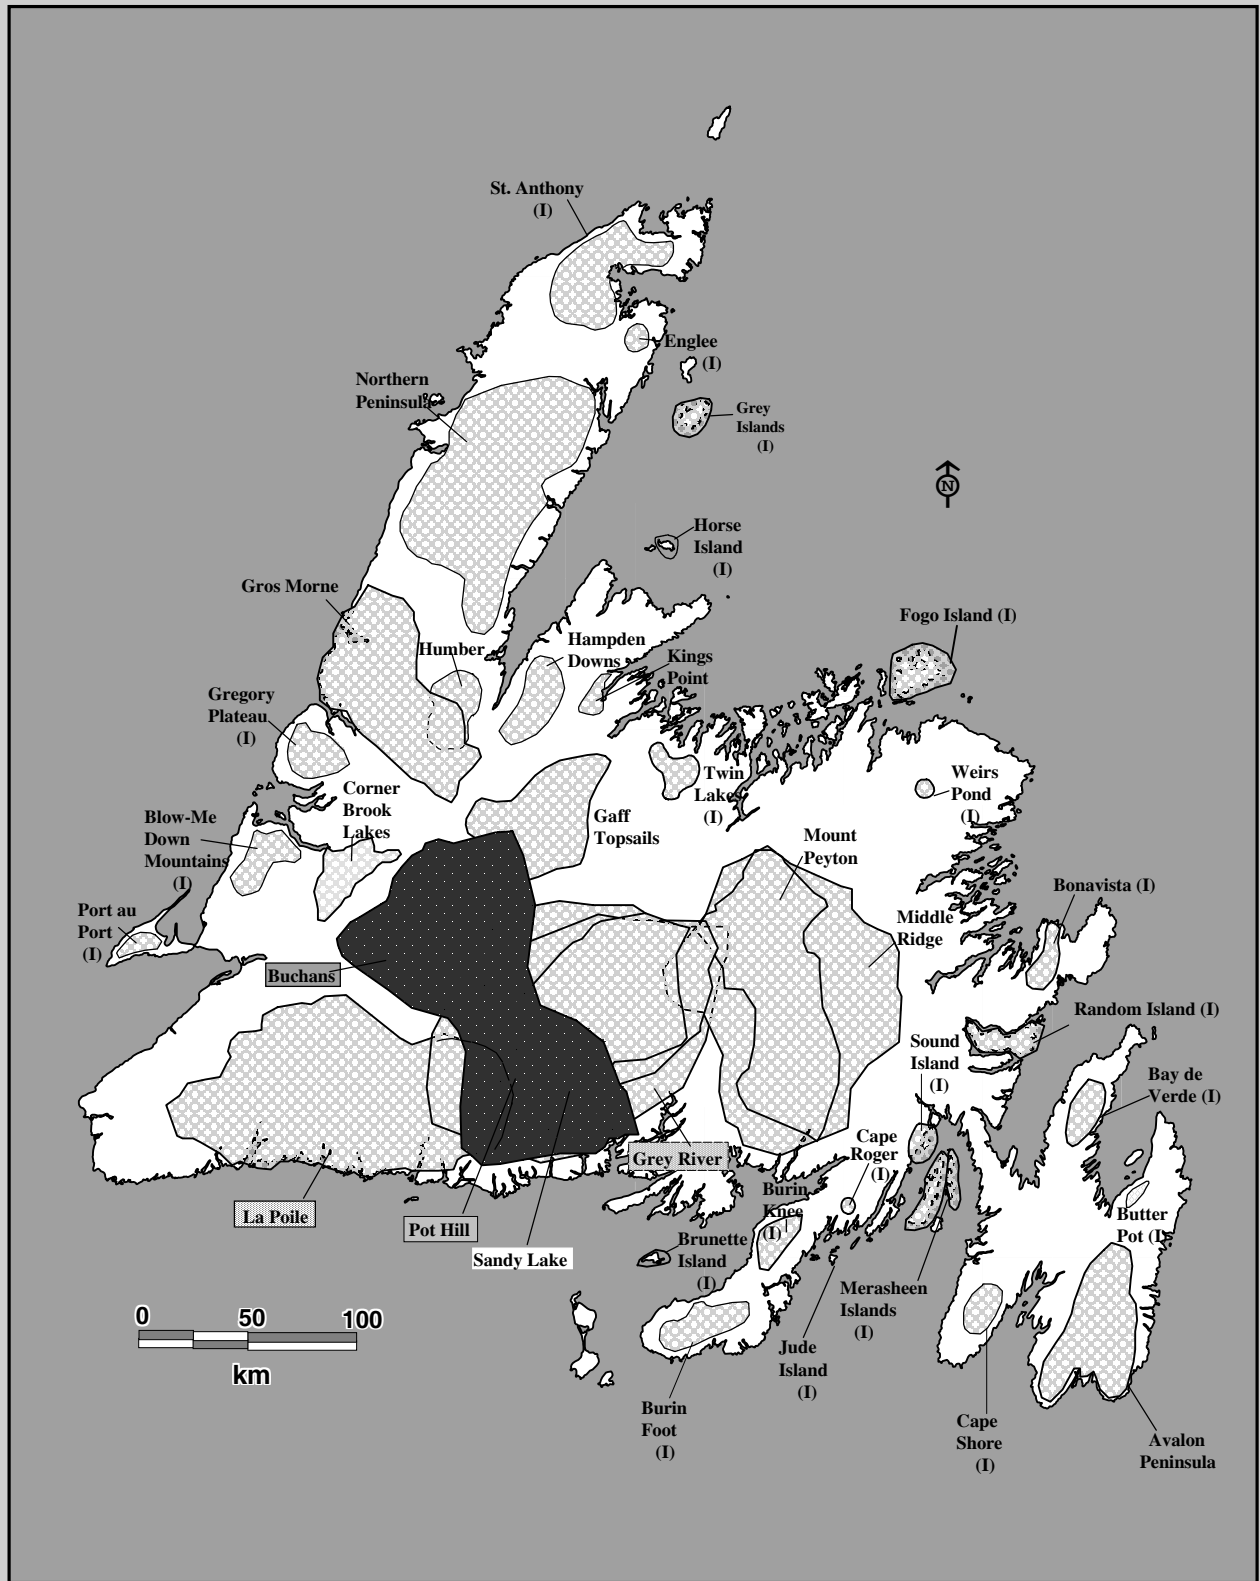 St. Anthony
(I)
Englee
(I)
Northern
Peninsula
Grey
Islands
(I)
N
Horse
Island
(I)
Gros Morne
Fogo Island (I)
Humber
Hampden
Downs
Kings
Point
Gregory
Plateau
(I)
Twin
Lakes
(I)
Weirs
Pond
(I)
Corner
Brook
Lakes
Blow-Me
Down
Mountains
(I)
Gaff
Topsails
Mount
Peyton
Port au
Port
(I)
Bonavista (I)
Middle
Ridge
Buchans
Random Island (I)
Sound
Island
(I)
Bay de
Verde (I)
Cape
Roger
(I)
Grey River
Burin
Knee
(I)
La Poile
Pot Hill
Sandy Lake
Brunette
Island
(I)
Butter
Pot (I)
Merasheen
Islands
(I)
0 50 100
km
Jude
Island
(I)
Burin
Foot
(I)
Cape
Shore
(I)
Avalon
Peninsula